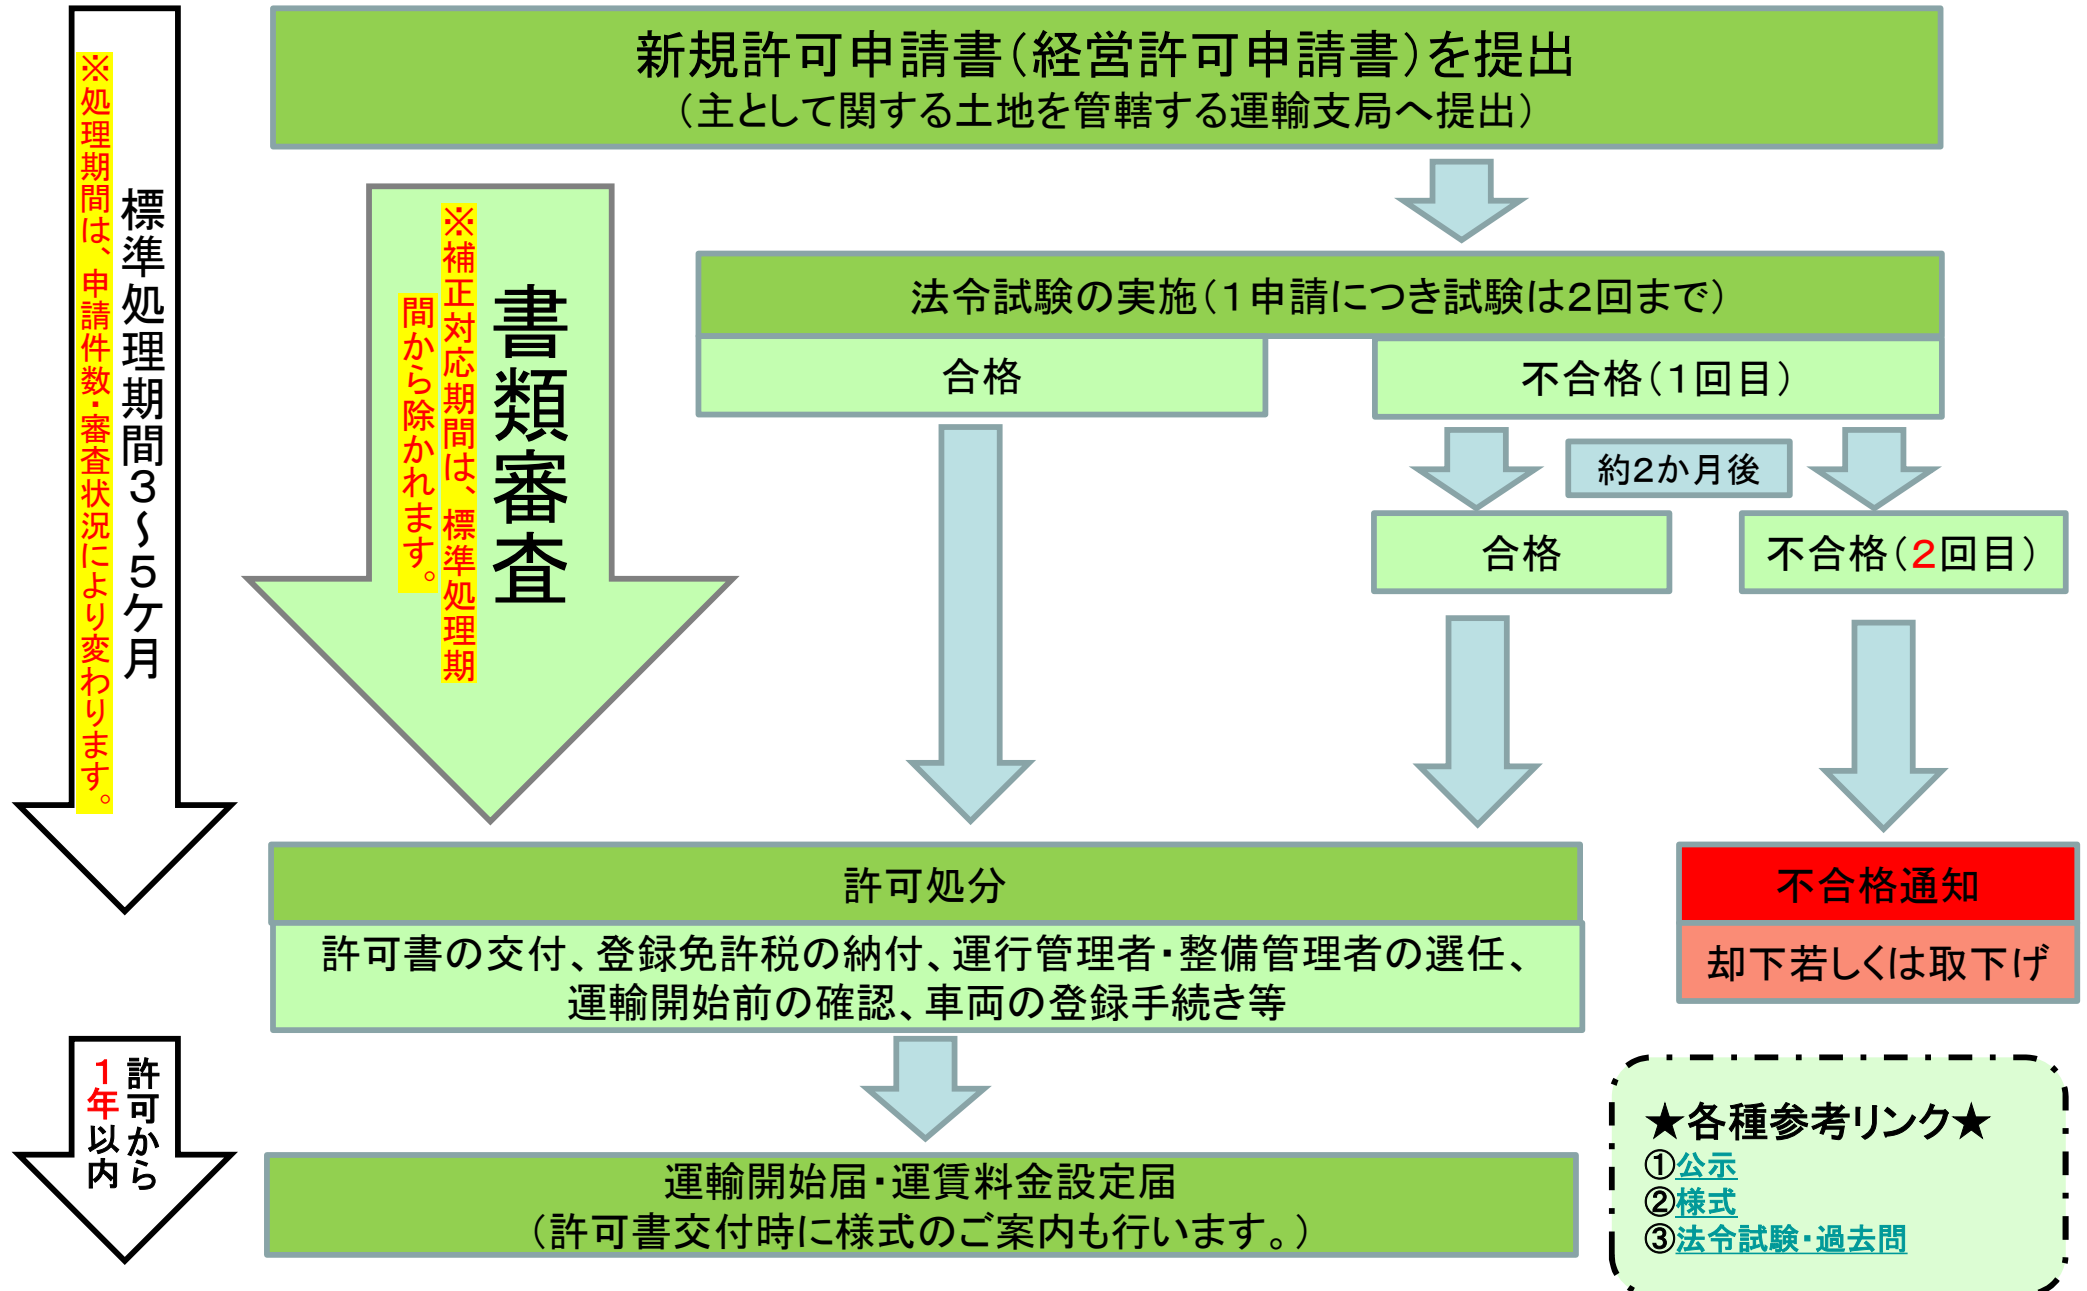 新規許可申請書（経営許可申請書）を提出
（主として関する土地を管轄する運輸支局へ提出）
標準処理期間３～５ケ月
※処理期間は、申請件数・審査状況により変わります。
書類審査
※補正対応期間は、標準処理期
間から除かれます。
法令試験の実施（１申請につき試験は２回まで）
合格
不合格（１回目）
約２か月後
合格
不合格（２回目）
許可処分
許可書の交付、登録免許税の納付、運行管理者・整備管理者の選任、
運輸開始前の確認、車両の登録手続き等
不合格通知
却下若しくは取下げ
許可から
１年以内
運輸開始届・運賃料金設定届
（許可書交付時に様式のご案内も行います。）
★各種参考リンク★
①公示
②様式
③法令試験・過去問